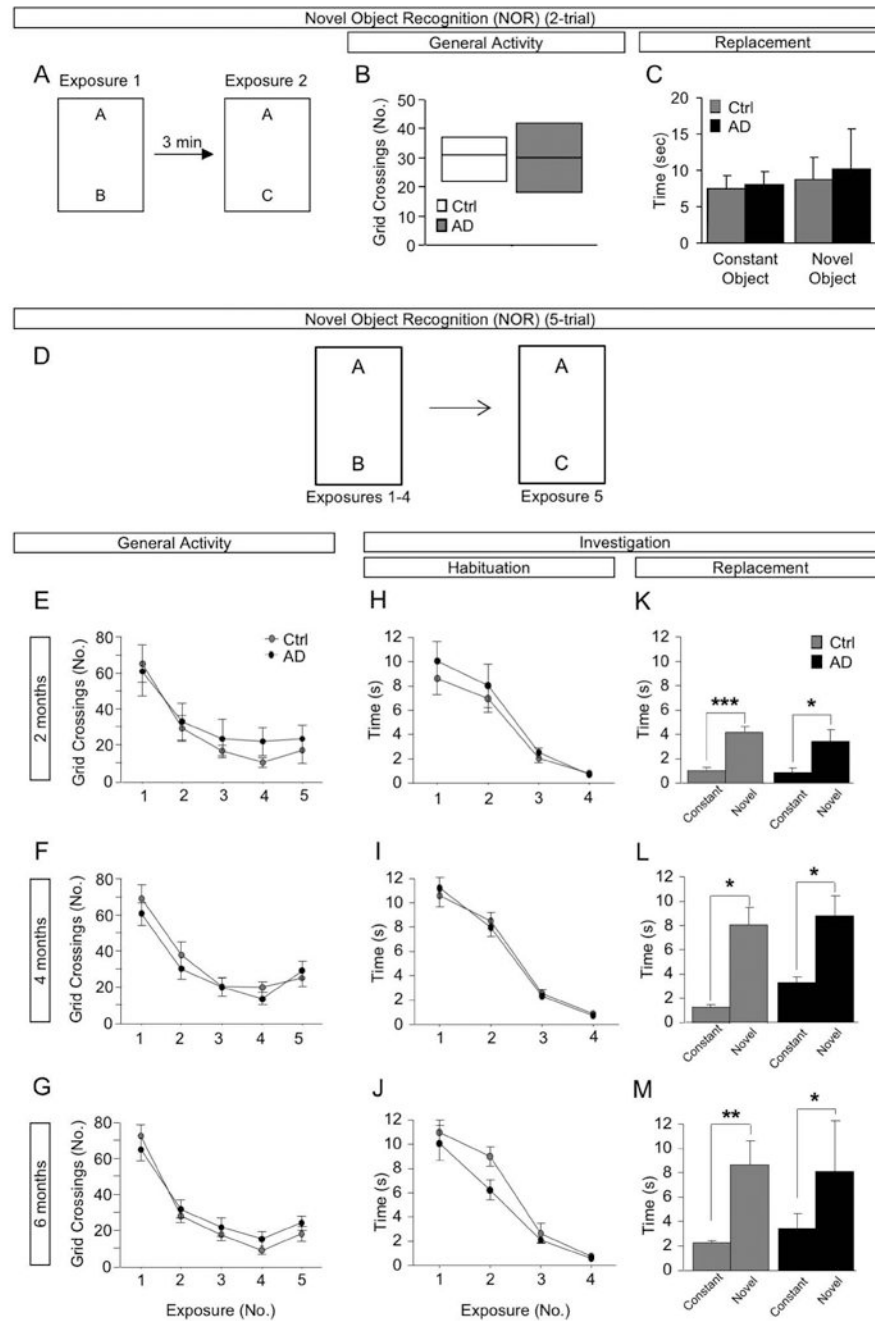 Novel Object Recognition (NOR) (2-trial)
General Activity
Replacement
A
Exposure 1
Exposure 2
A
B
3 min
A
C
B
Grid Crossings (No.)
50
40
30
20
10
0
Ctrl
AD
C
Time (sec)
20
15
10
5
0
Ctrl
AD
Constant
Object
Novel
Object
Novel Object Recognition (NOR) (5-trial)
D
A
B
Exposures 1-4
A
C
Exposure 5
General Activity
Investigation
Habituation
Replacement
2 months
E
Grid Crossings (No.)
80
60
40
20
0
Ctrl
AD
1 2 3 4 5
H
Time (s)
12
10
8
6
4
2
0
1 2 3 4
K
Time (s)
12
10
8
6
4
2
0
Ctrl
AD
***
*
Constant Novel Constant Novel
4 months
F
Grid Crossings (No.)
80
60
40
20
0
1 2 3 4 5
I
Time (s)
12
10
8
6
4
2
0
1 2 3 4
L
Time (s)
12
10
8
6
4
2
0
*
*
Constant Novel Constant Novel
6 months
G
Grid Crossings (No.)
80
60
40
20
0
1 2 3 4 5
Exposure (No.)
J
Time (s)
12
10
8
6
4
2
0
1 2 3 4
Exposure (No.)
M
Time (s)
12
10
8
6
4
2
0
**
*
Constant Novel Constant Novel